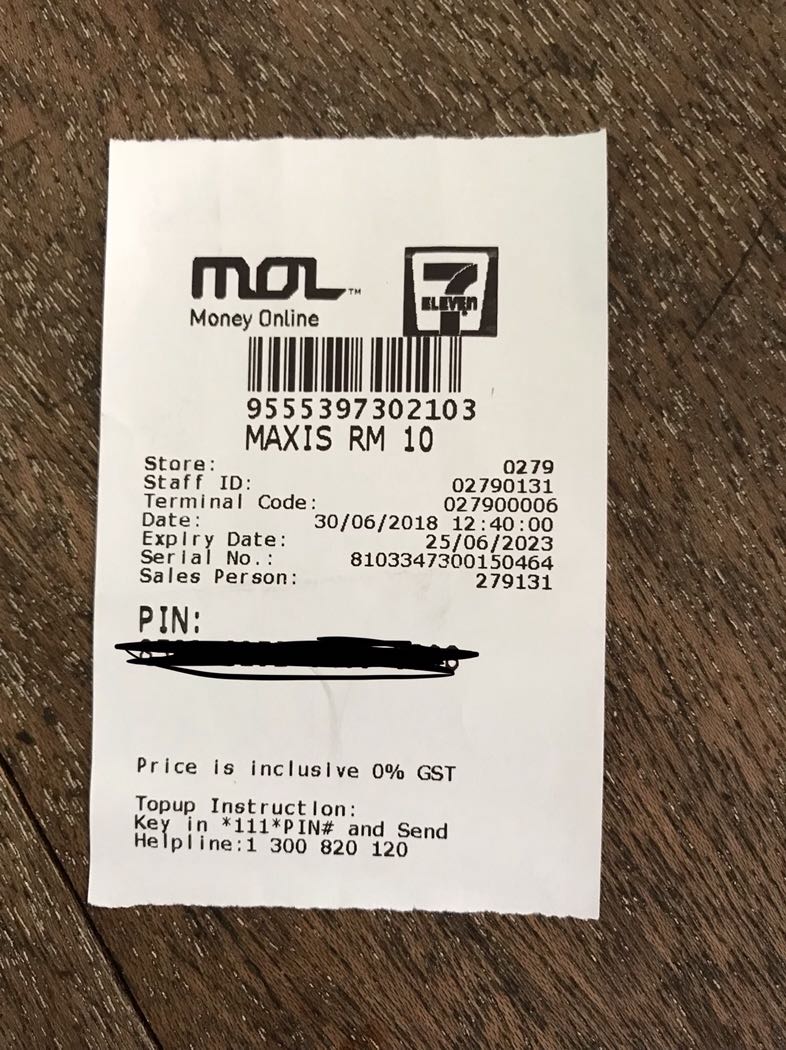 mol™
Money Online
7
ELEVEN
9555397302103
MAXIS RM 10
Store: 0279
Staff ID: 02790131
Terminal Code: 027900006
Date: 30/06/2018 12:40:00
Expiry Date: 25/06/2023
Serial No.: 8103347300150464
Sales Person: 279131
PIN:
Price is inclusive 0% GST
Topup Instruction:
Key in *111*PIN# and Send
Helpline:1 300 820 120